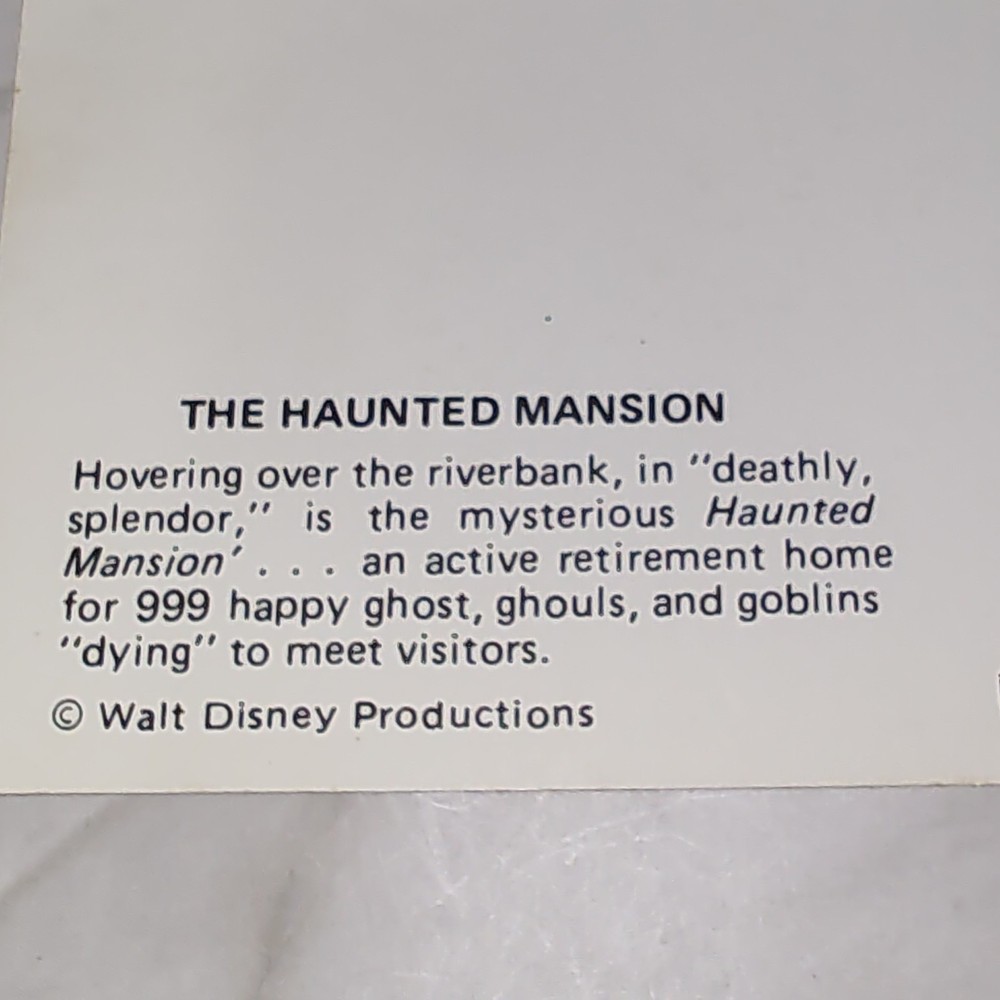 THE HAUNTED MANSION
Hovering over the riverbank, in "deathly,
splendor," is the mysterious Haunted
Mansion' . . . an active retirement home
for 999 happy ghost, ghouls, and goblins
"dying" to meet visitors.
© Walt Disney Productions